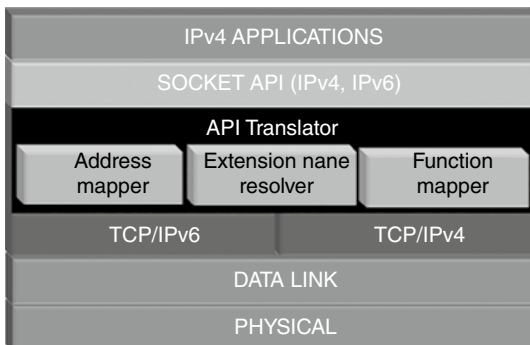 IPv4 APPLICATIONS
SOCKET API (IPv4, IPv6)
API Translator
Address
mapper
Extension nane
resolver
Function
mapper
TCP/IPv6
TCP/IPv4
DATA LINK
PHYSICAL